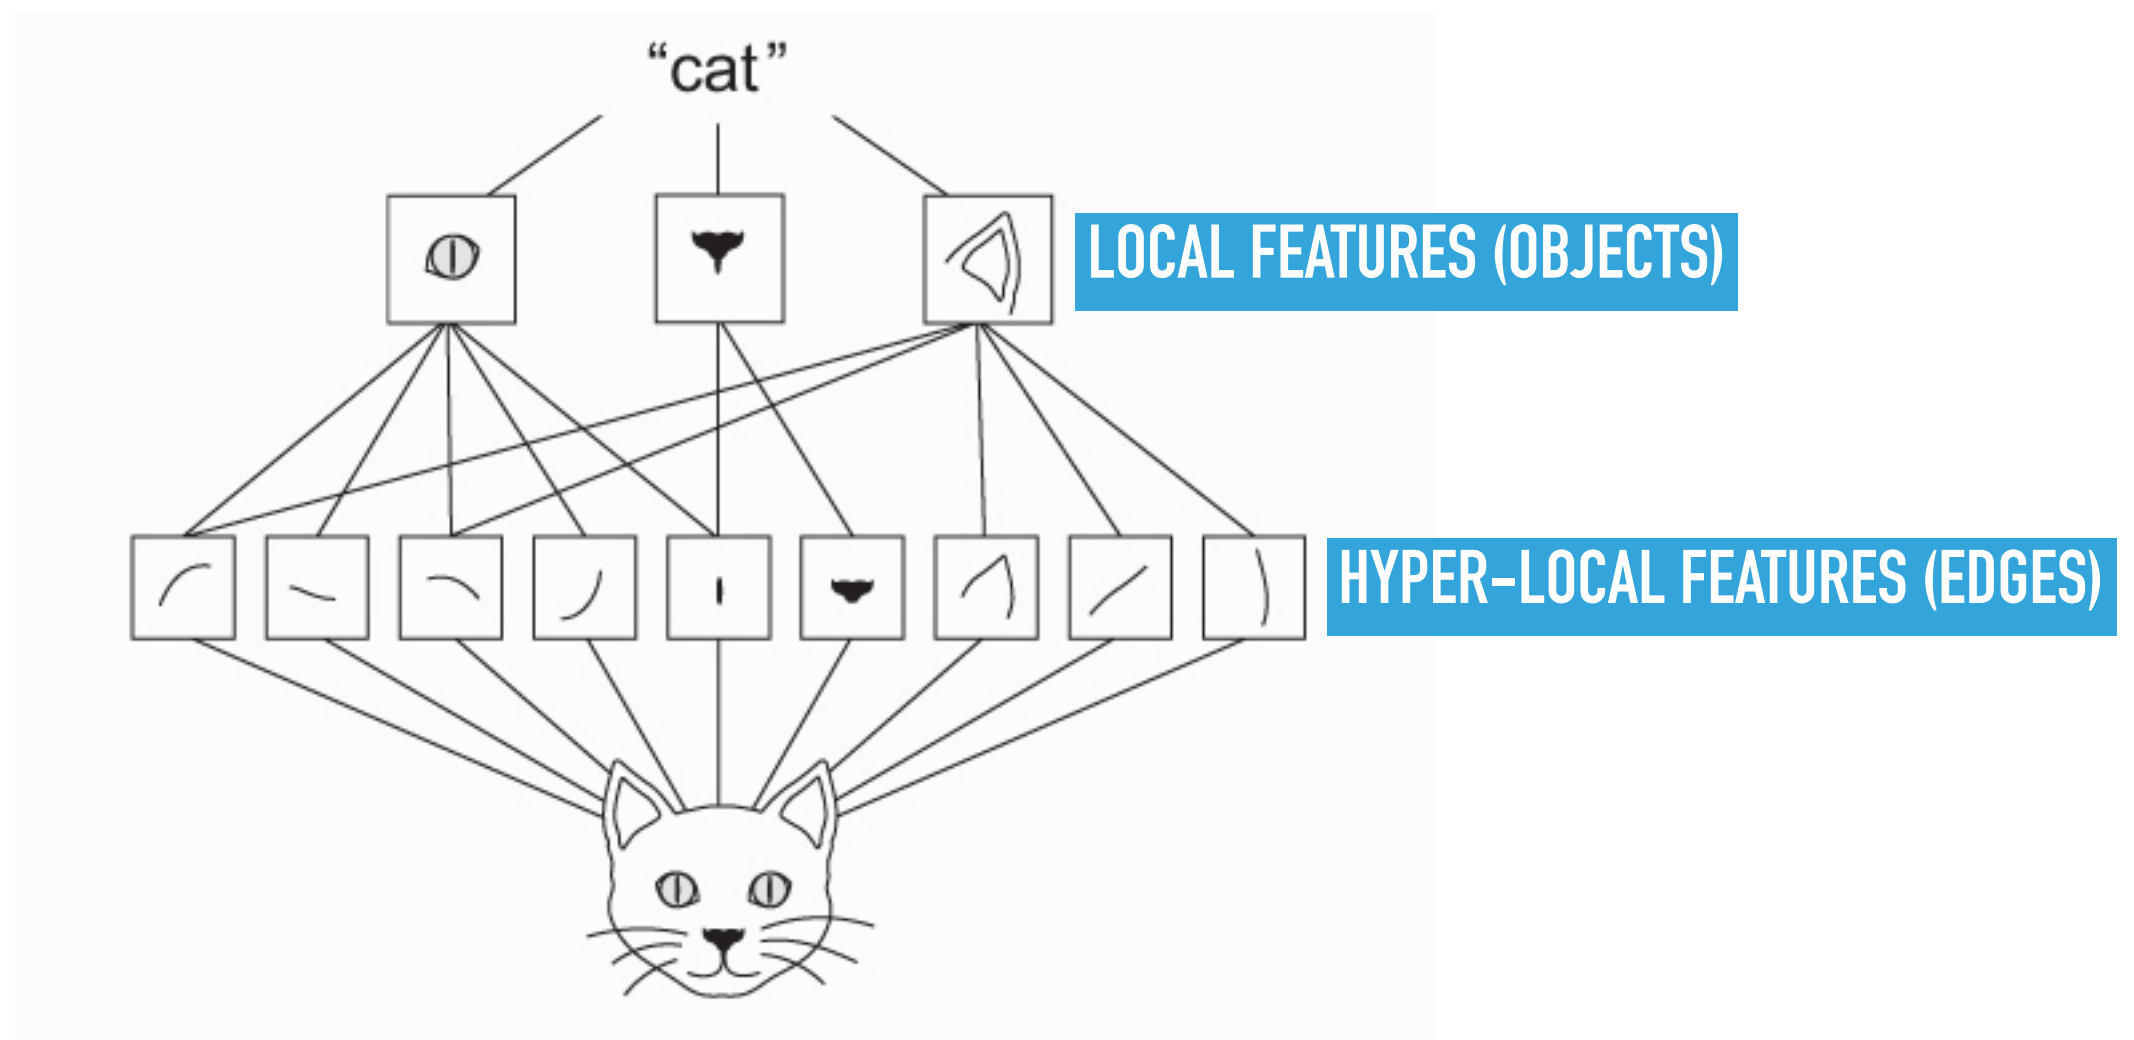 “cat”
LOCAL FEATURES (OBJECTS)
HYPER-LOCAL FEATURES (EDGES)